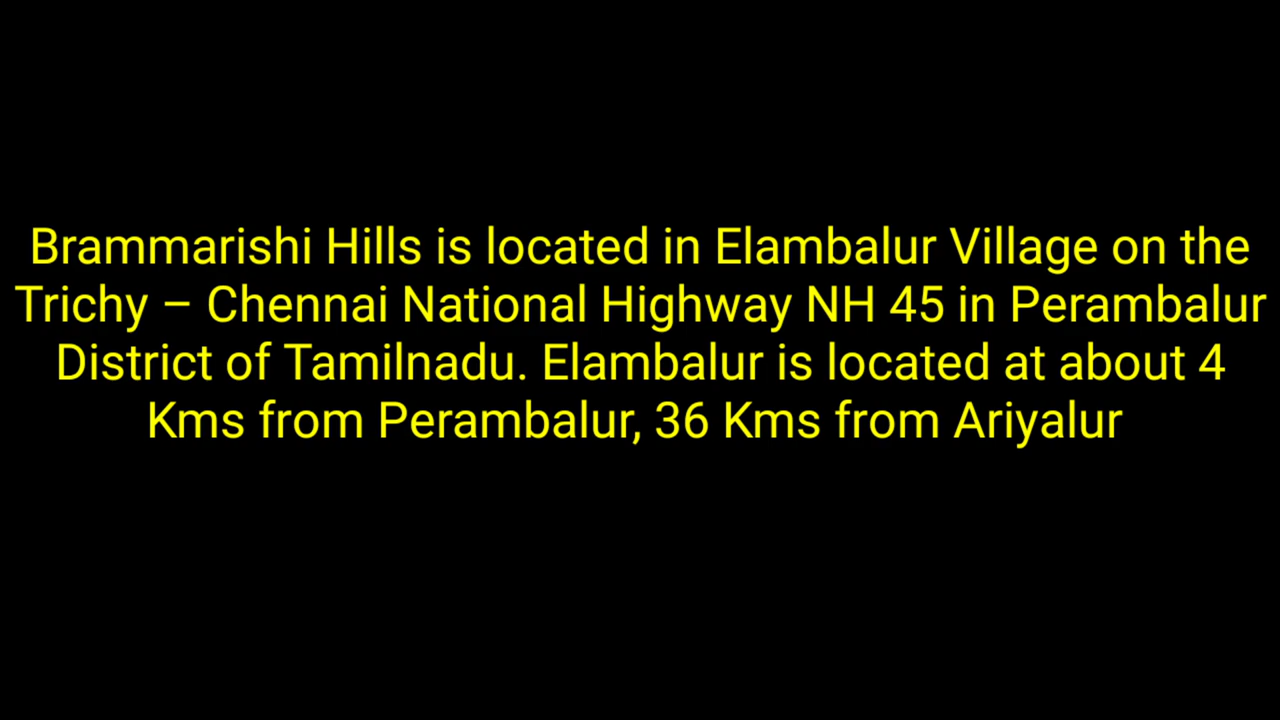 Brammarishi Hills is located in Elambalur Village on the
Trichy – Chennai National Highway NH 45 in Perambalur
District of Tamilnadu. Elambalur is located at about 4
Kms from Perambalur, 36 Kms from Ariyalur